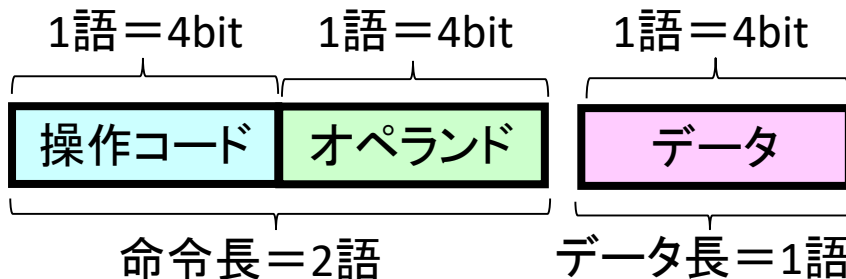 1語＝4bit 1語＝4bit 1語＝4bit
操作コード オペランド データ
命令長＝2語 データ長＝1語